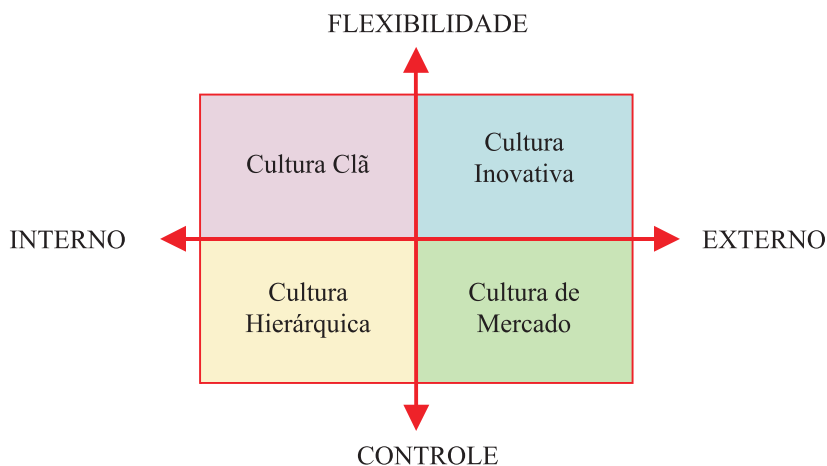 FLEXIBILIDADE
Cultura Clã
Cultura
Inovativa
INTERNO
EXTERNO
Cultura
Hierárquica
Cultura de
Mercado
CONTROLE